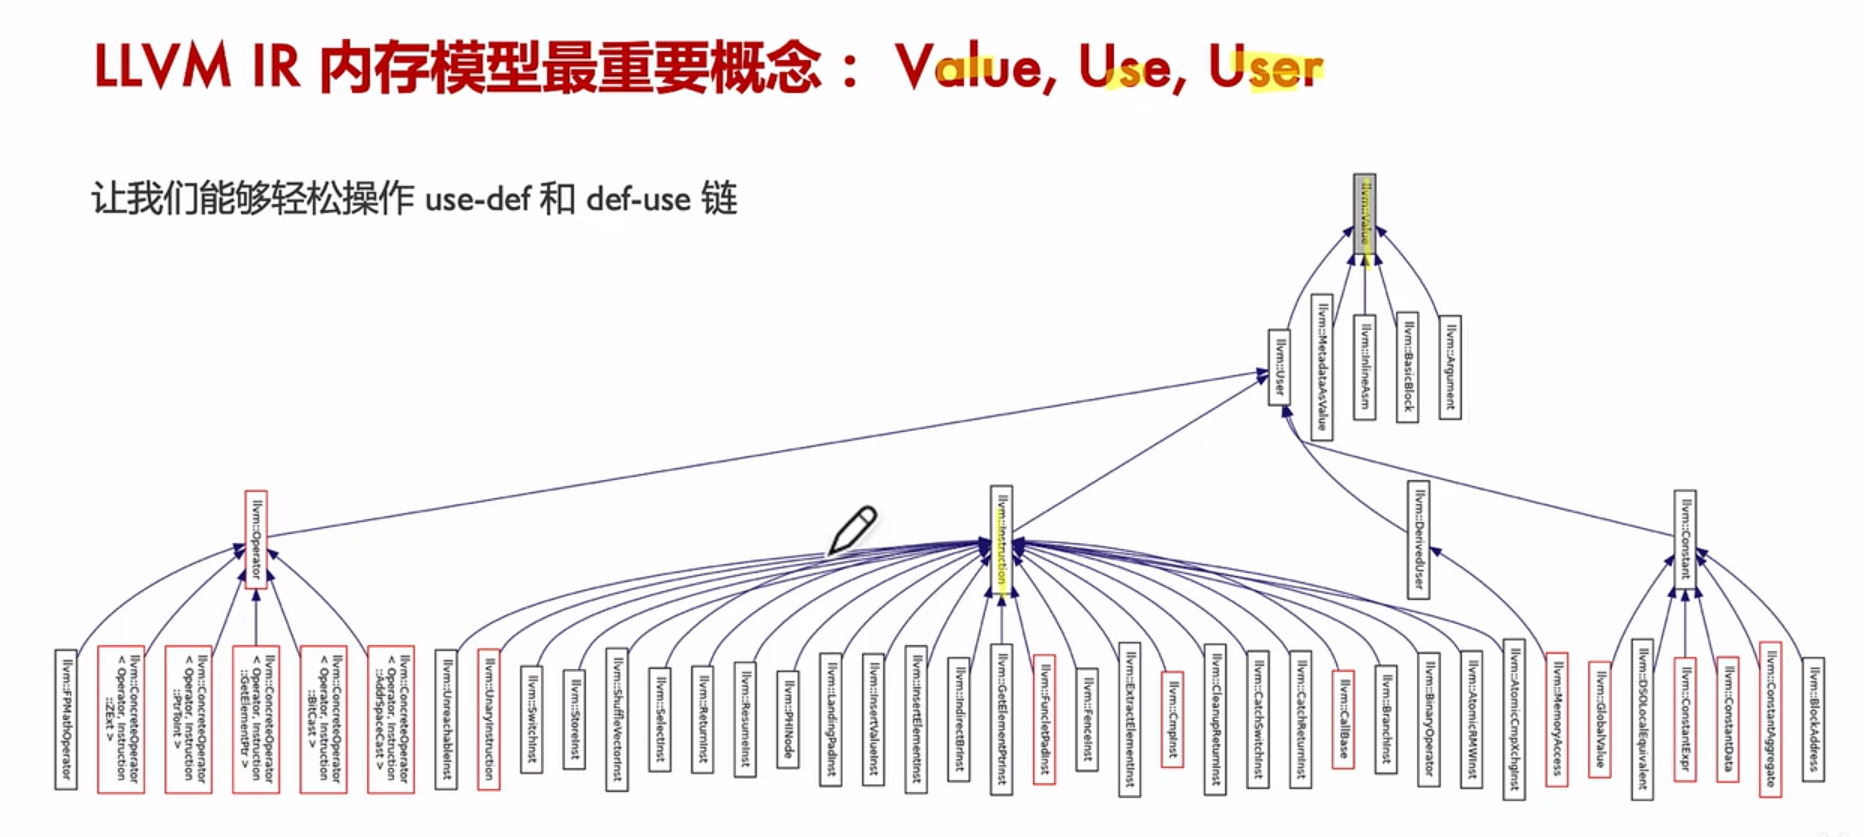 LLVM IR 内存模型最重要概念： Value, Use, User
让我们能够轻松操作 use-def 和 def-use 链
llvm::Value
llvm::User
llvm::MetadataAsValue
llvm::InlineAsm
llvm::BasicBlock
llvm::Argument
llvm::Operator
llvm::Instruction
llvm::DerivedUser
llvm::Constant
llvm::FPMathOperator
llvm::ConcreteOperator
< Operator, Instruction
::ZExt >
llvm::ConcreteOperator
< Operator, Instruction
::PtrToInt >
llvm::ConcreteOperator
< Operator, Instruction
::GetElementPtr >
llvm::ConcreteOperator
< Operator, Instruction
::BitCast >
llvm::ConcreteOperator
< Operator, Instruction
::AddrSpaceCast >
llvm::UnreachableInst
llvm::UnaryInstruction
llvm::SwitchInst
llvm::StoreInst
llvm::ShuffleVectorInst
llvm::SelectInst
llvm::ReturnInst
llvm::ResumeInst
llvm::PHINode
llvm::LandingPadInst
llvm::InsertValueInst
llvm::InsertElementInst
llvm::IndirectBrInst
llvm::GetElementPtrInst
llvm::FuncletPadInst
llvm::FenceInst
llvm::ExtractElementInst
llvm::CmpInst
llvm::CleanupReturnInst
llvm::CatchSwitchInst
llvm::CatchReturnInst
llvm::CallBase
llvm::BranchInst
llvm::BinaryOperator
llvm::AtomicRMWInst
llvm::AtomicCmpXchgInst
llvm::MemoryAccess
llvm::GlobalValue
llvm::DSOLocalEquivalent
llvm::ConstantExpr
llvm::ConstantData
llvm::ConstantAggregate
llvm::BlockAddress